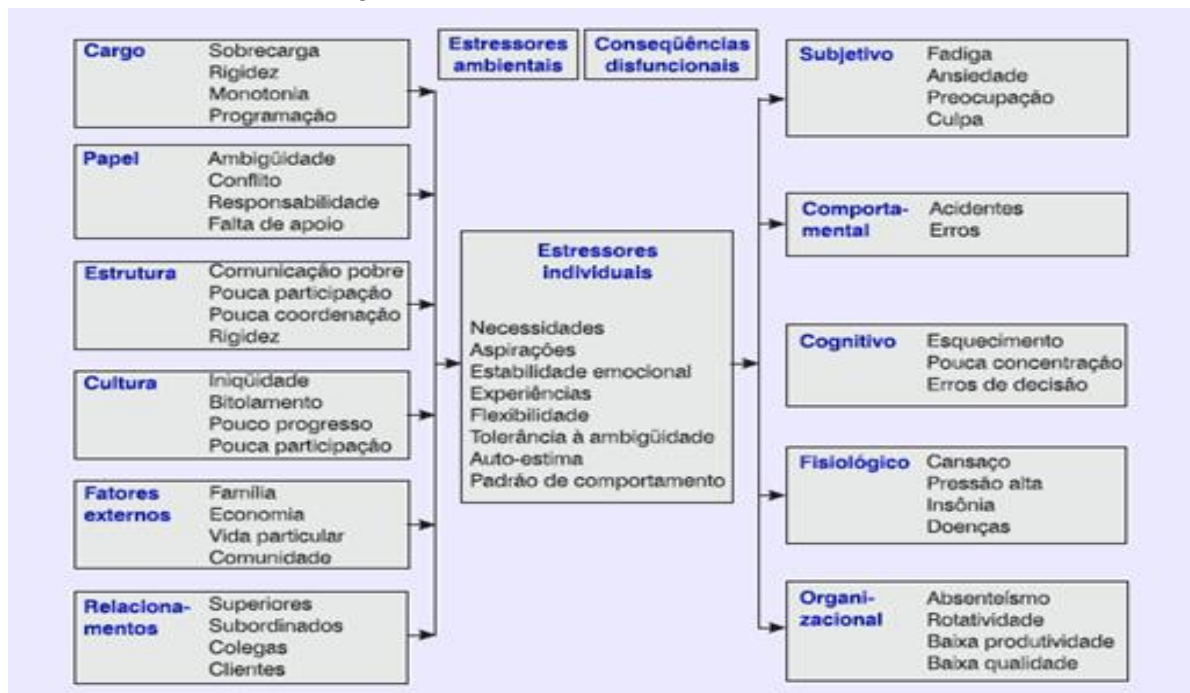 Cargo Sobrecarga
Rigidez
Monotonia
Programação
Papel Ambigüidade
Conflito
Responsabilidade
Falta de apoio
Estrutura Comunicação pobre
Pouca participação
Pouca coordenação
Rigidez
Cultura Iniqüidade
Bitolamento
Pouco progresso
Pouca participação
Fatores Família
externos Economia
Vida particular
Comunidade
Relaciona- Superiores
mentos Subordinados
Colegas
Clientes
Estressores
ambientais
Conseqüências
disfuncionais
Estressores
individuais
Necessidades
Aspirações
Estabilidade emocional
Experiências
Flexibilidade
Tolerância à ambigüidade
Auto-estima
Padrão de comportamento
Subjetivo Fadiga
Ansiedade
Preocupação
Culpa
Comporta- Acidentes
mental Erros
Cognitivo Esquecimento
Pouca concentração
Erros de decisão
Fisiológico Cansaço
Pressão alta
Insônia
Doenças
Organi- Absenteísmo
zacional Rotatividade
Baixa produtividade
Baixa qualidade